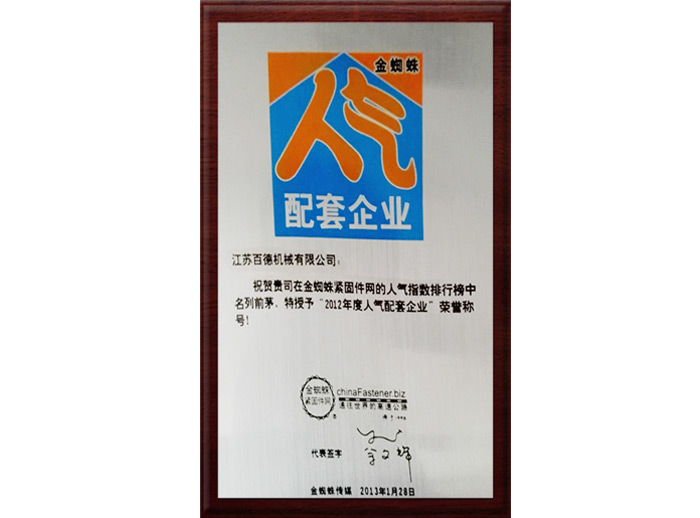 金蜘蛛
人气
配套企业
江苏百德机械有限公司：
祝贺贵司在金蜘蛛紧固件网的人气指数排行榜中
名列前茅、特授予“2012年度人气配套企业”荣誉称
号！
金蜘蛛 chinaFastener.biz
紧固件网 通往世界的高速公路
代表签字
金蜘蛛传媒 2013年1月28日